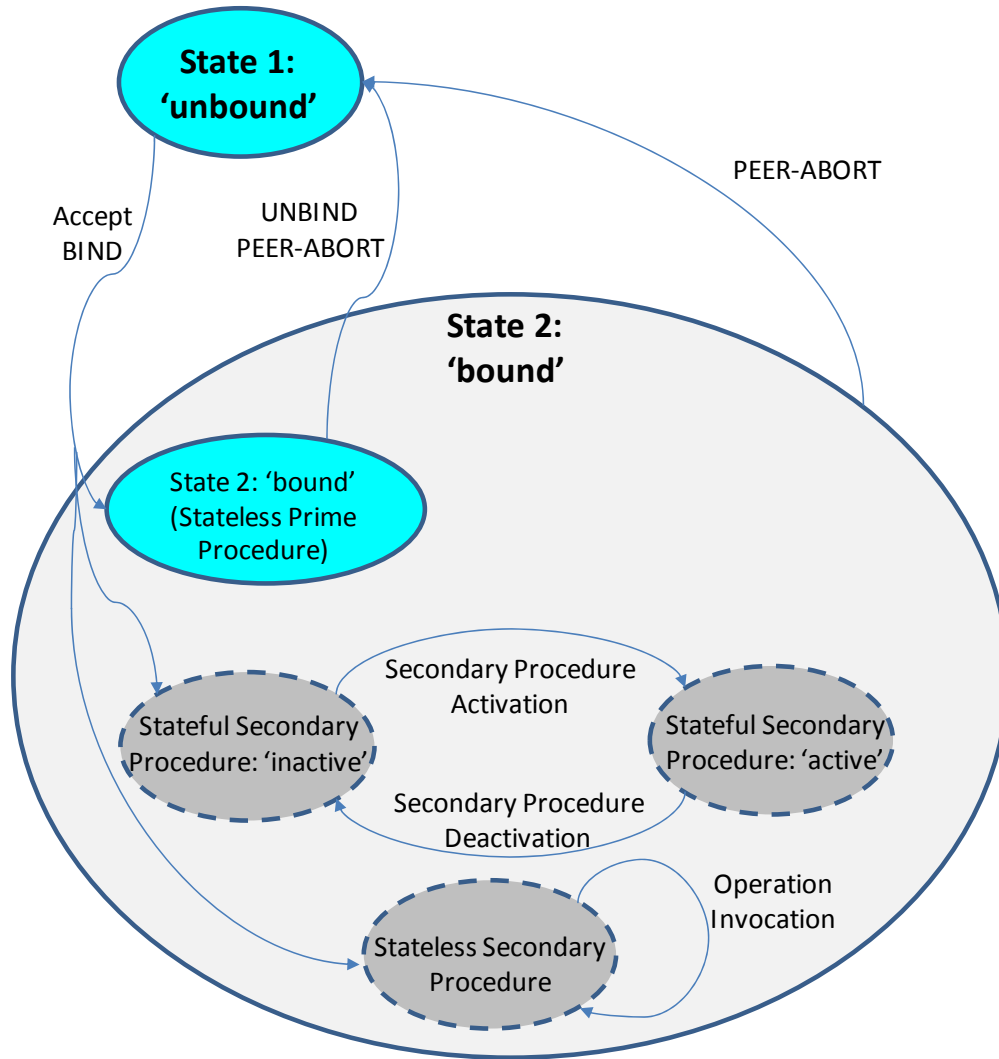 State 1:
‘unbound’
Accept
BIND
UNBIND
PEER-ABORT
PEER-ABORT
State 2:
‘bound’
State 2: ‘bound’
(Stateless Prime
Procedure)
Secondary Procedure
Activation
Stateful Secondary
Procedure: ‘inactive’
Stateful Secondary
Procedure: ‘active’
Secondary Procedure
Deactivation
Operation
Invocation
Stateless Secondary
Procedure